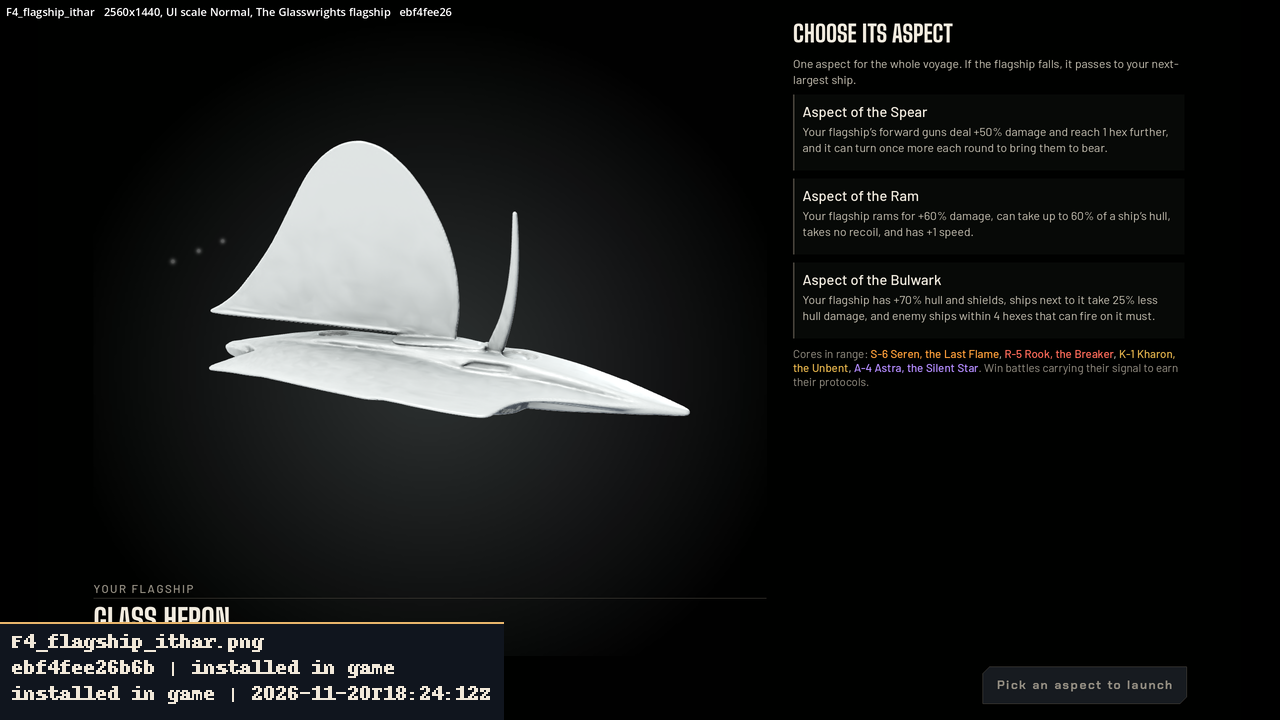 F4_flagship_ithar 2560x1440, UI scale Normal, The Glasswrights flagship ebf4fee26
CHOOSE ITS ASPECT
One aspect for the whole voyage. If the flagship falls, it passes to your next-
largest ship.
Aspect of the Spear
Your flagship's forward guns deal +50% damage and reach 1 hex further,
and it can turn once more each round to bring them to bear.
Aspect of the Ram
Your flagship rams for +60% damage, can take up to 60% of a ship's hull,
takes no recoil, and has +1 speed.
Aspect of the Bulwark
Your flagship has +70% hull and shields, ships next to it take 25% less
hull damage, and enemy ships within 4 hexes that can fire on it must.
Cores in range: S-6 Seren, the Last Flame, R-5 Rook, the Breaker, K-1 Kharon,
the Unbent, A-4 Astra, the Silent Star. Win battles carrying their signal to earn
their protocols.
YOUR FLAGSHIP
GLASS HERON
F4_flagship_ithar.png
ebf4fee26b6b | installed in game
installed in game | 2026-11-20T18:24:12Z
Pick an aspect to launch